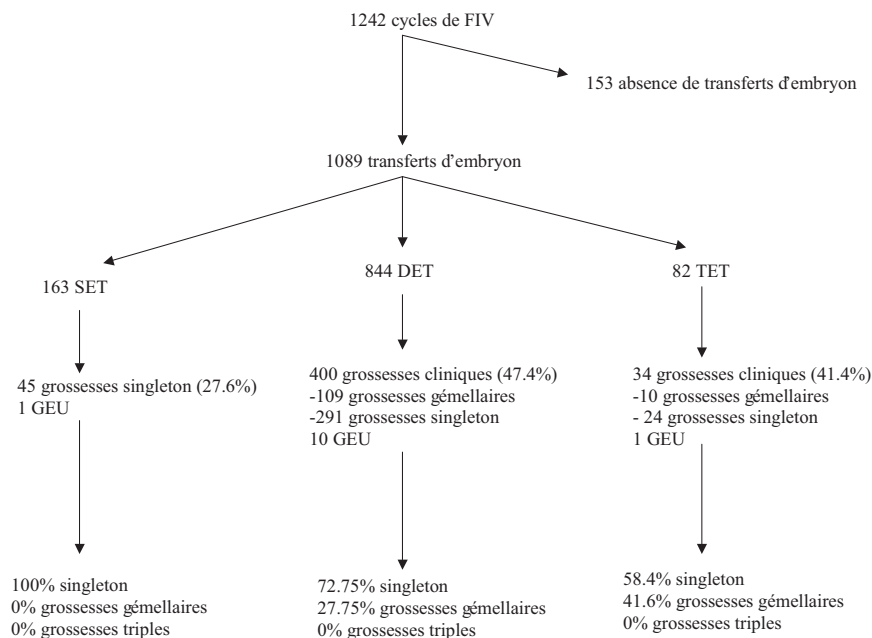 1242 cycles de FIV
153 absence de transferts d'embryon
1089 transferts d'embryon
163 SET
844 DET
82 TET
45 grossesses singleton (27.6%)
1 GEU
400 grossesses cliniques (47.4%)
-109 grossesses gémellaires
-291 grossesses singleton
10 GEU
34 grossesses cliniques (41.4%)
-10 grossesses gémellaires
- 24 grossesses singleton
1 GEU
100% singleton
0% grossesses gémellaires
0% grossesses triples
72.75% singleton
27.75% grossesses gémellaires
0% grossesses triples
58.4% singleton
41.6% grossesses gémellaires
0% grossesses triples